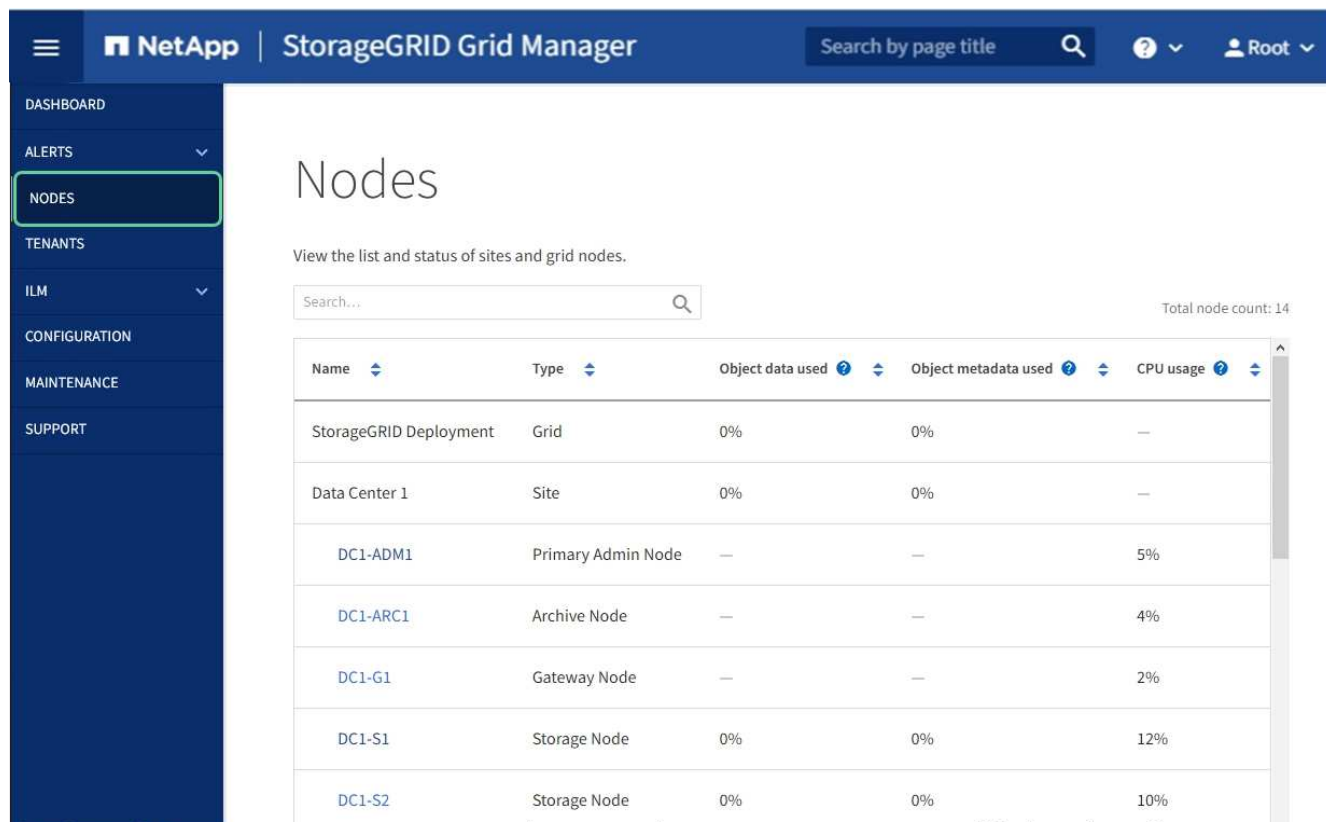 NetApp | StorageGRID Grid Manager Search by page title ? Root
DASHBOARD
ALERTS
NODES
TENANTS
ILM
CONFIGURATION
MAINTENANCE
SUPPORT
Nodes
View the list and status of sites and grid nodes.
Search...
Total node count: 14
Name Type Object data used ? Object metadata used ? CPU usage ?
StorageGRID Deployment Grid 0% 0% —
Data Center 1 Site 0% 0% —
DC1-ADM1 Primary Admin Node — — 5%
DC1-ARC1 Archive Node — — 4%
DC1-G1 Gateway Node — — 2%
DC1-S1 Storage Node 0% 0% 12%
DC1-S2 Storage Node 0% 0% 10%